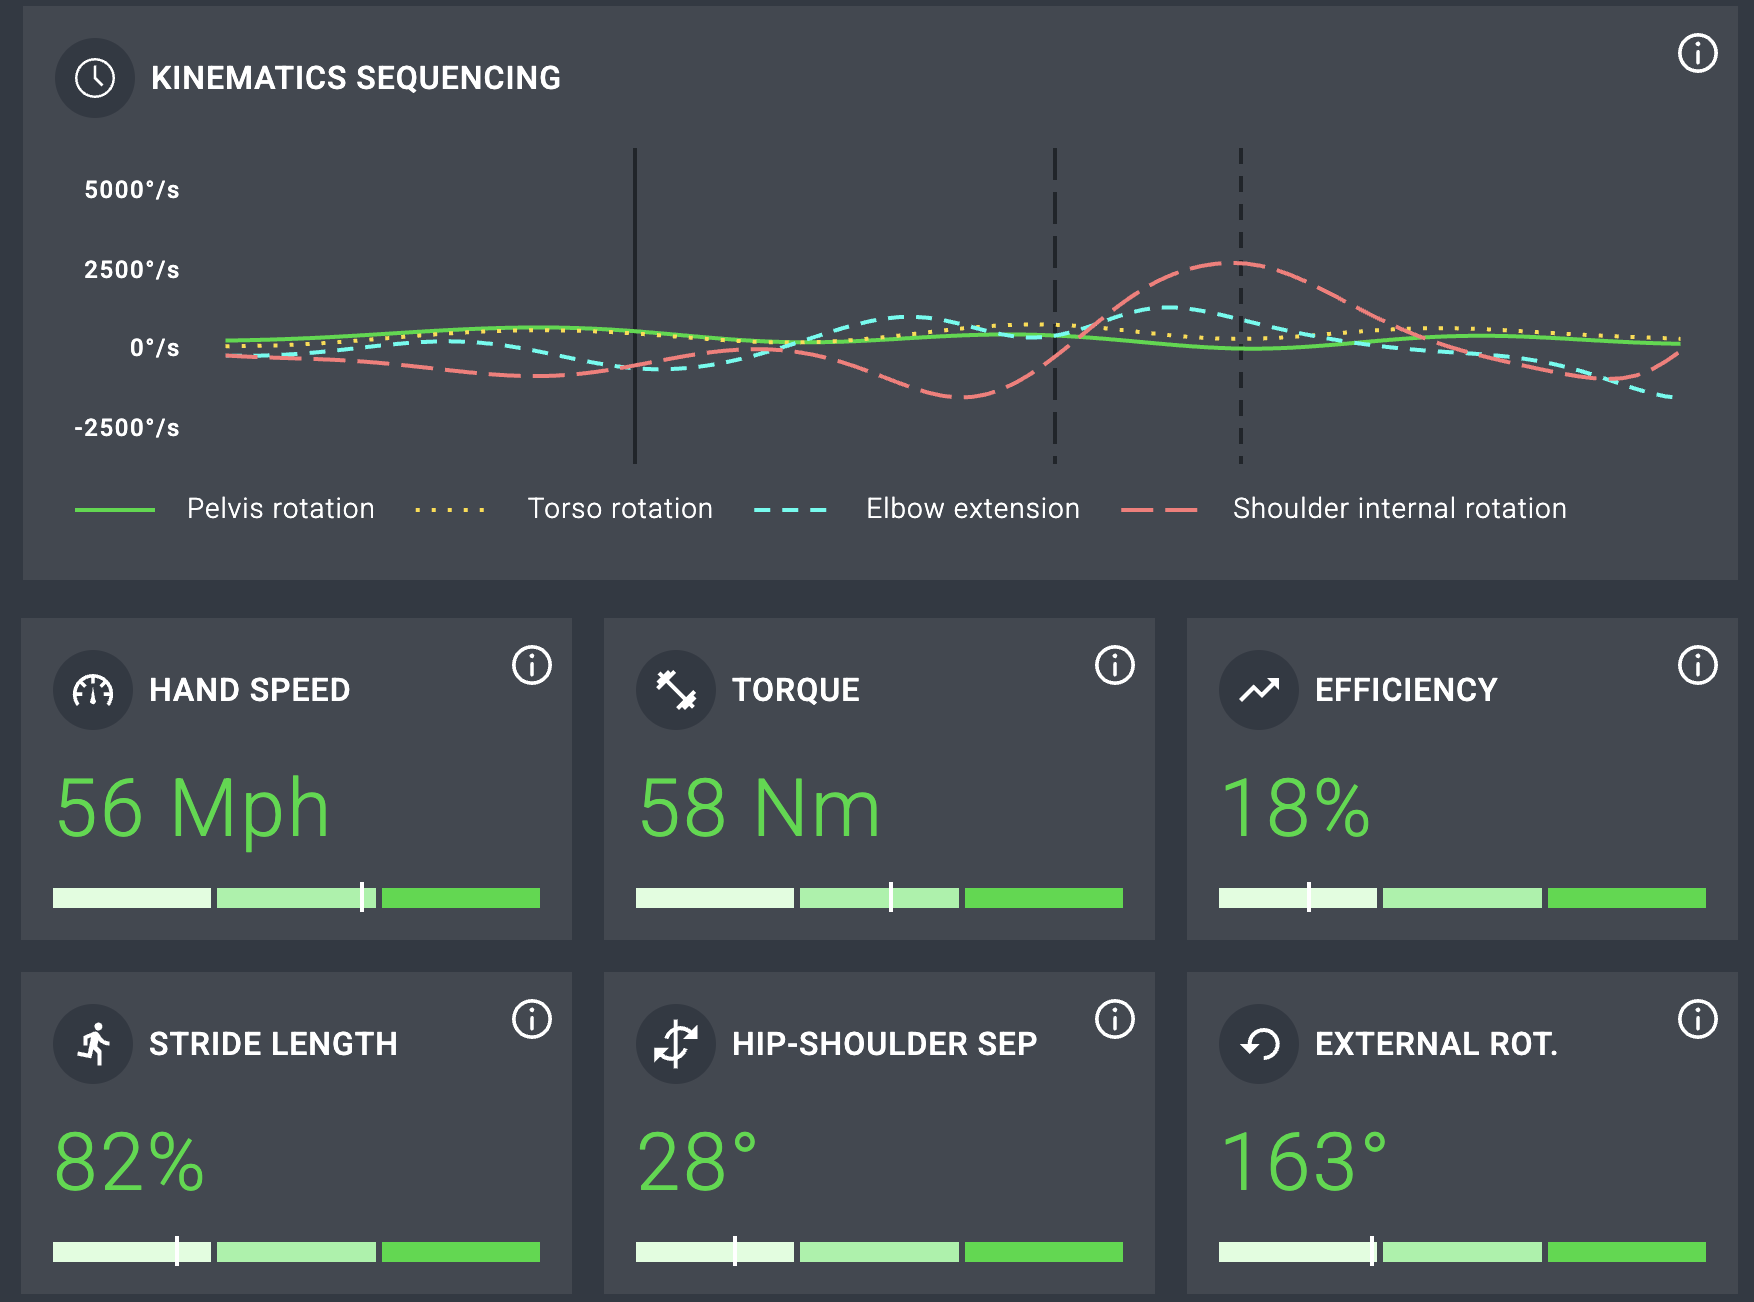 KINEMATICS SEQUENCING
5000°/s
2500°/s
0°/s
-2500°/s
Pelvis rotation Torso rotation Elbow extension Shoulder internal rotation
HAND SPEED
56 Mph
TORQUE
58 Nm
EFFICIENCY
18%
STRIDE LENGTH
82%
HIP-SHOULDER SEP
28°
EXTERNAL ROT.
163°